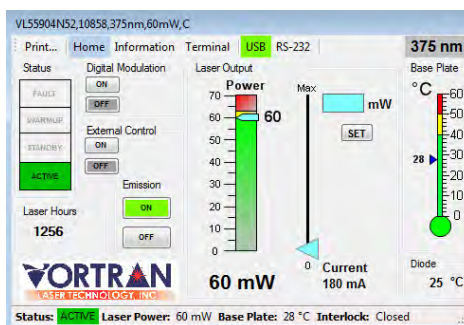 VL55904N52,10858,375nm,60mW,C
Print... Home Information Terminal USB RS-232 375 nm
Status Digital Modulation Laser Output Base Plate
FAULT
WARMUP
STANDBY
ACTIVE
ON
OFF
External Control
ON
OFF
Emission
ON
OFF
Laser Hours
1256
VORTRAN
LASER TECHNOLOGY, INC.
Power
70
60
50
40
30
20
10
0
60
60 mW
Max
0
mW
SET
Current
180 mA
°C
60
50
40
30
20
10
0
28
Diode
25 °C
Status: ACTIVE Laser Power: 60 mW Base Plate: 28 °C Interlock: Closed